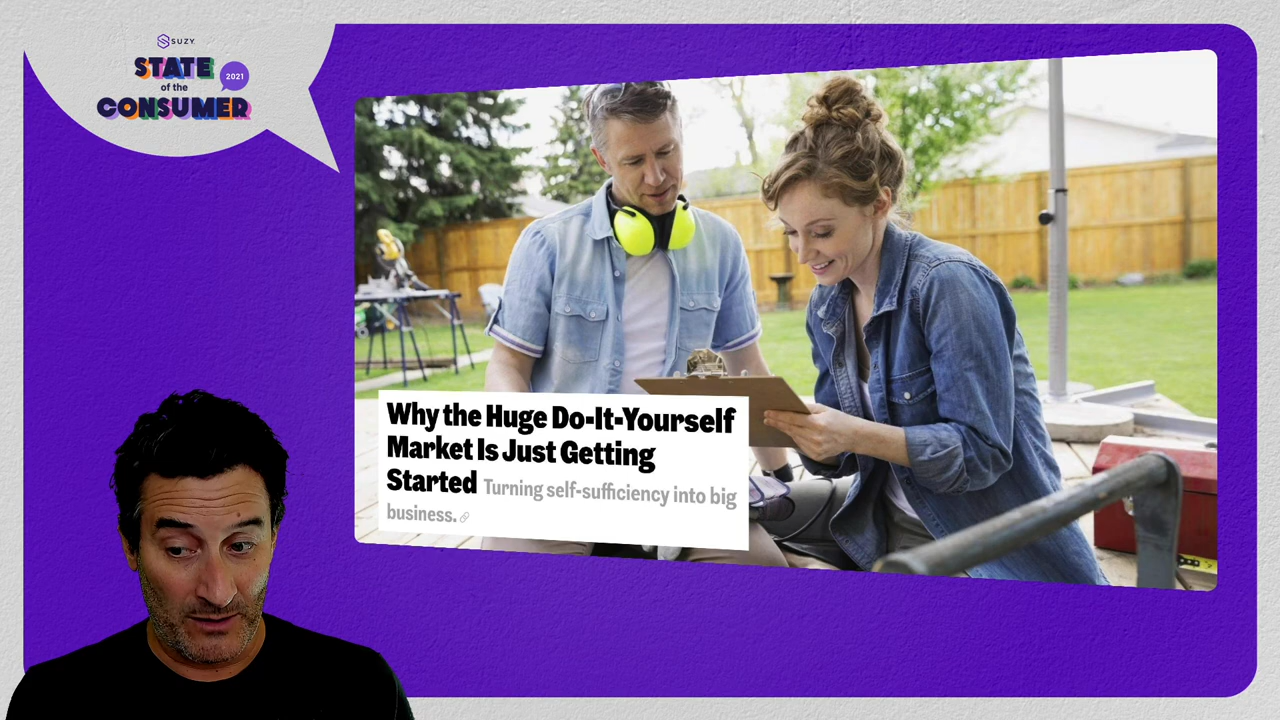 SUZY
STATE
2021
of the
CONSUMER
Why the Huge Do-It-Yourself
Market Is Just Getting
Started Turning self-sufficiency into big
business.